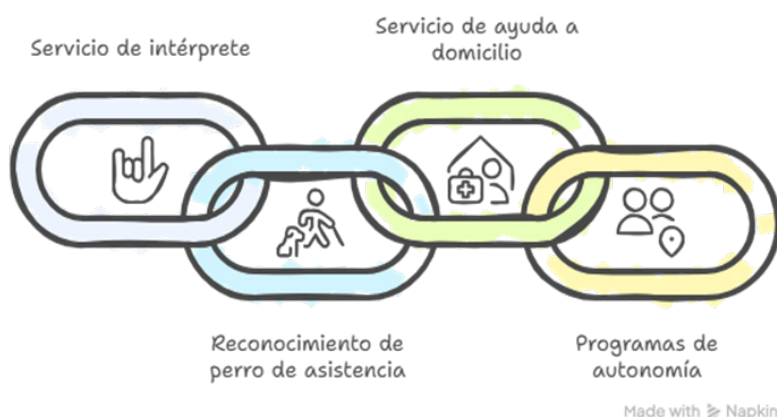 Servicio de intérprete
Servicio de ayuda a
domicilio
Reconocimiento de
perro de asistencia
Programas de
autonomía
Made with Napkin